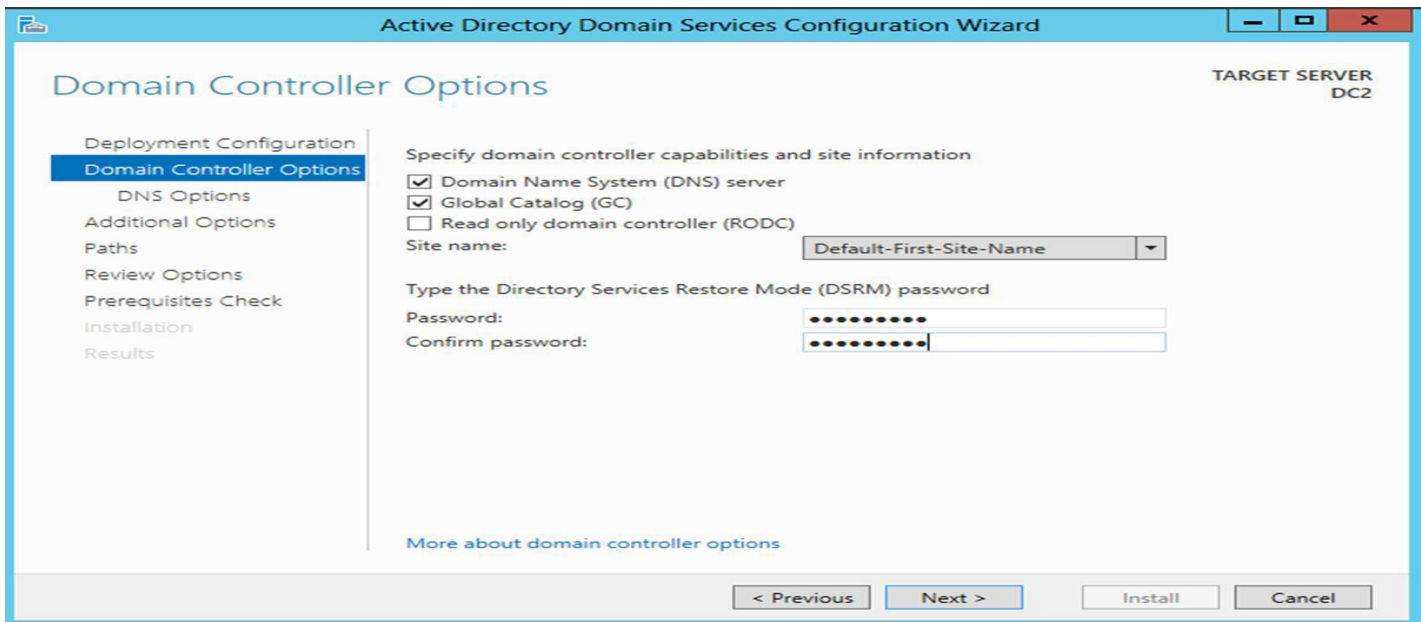 Active Directory Domain Services Configuration Wizard
Domain Controller Options
TARGET SERVER
DC2
Deployment Configuration
Domain Controller Options
DNS Options
Additional Options
Paths
Review Options
Prerequisites Check
Installation
Results
Specify domain controller capabilities and site information
Domain Name System (DNS) server
Global Catalog (GC)
Read only domain controller (RODC)
Site name: Default-First-Site-Name
Type the Directory Services Restore Mode (DSRM) password
Password: •••••••••
Confirm password: •••••••••
More about domain controller options
< Previous Next > Install Cancel